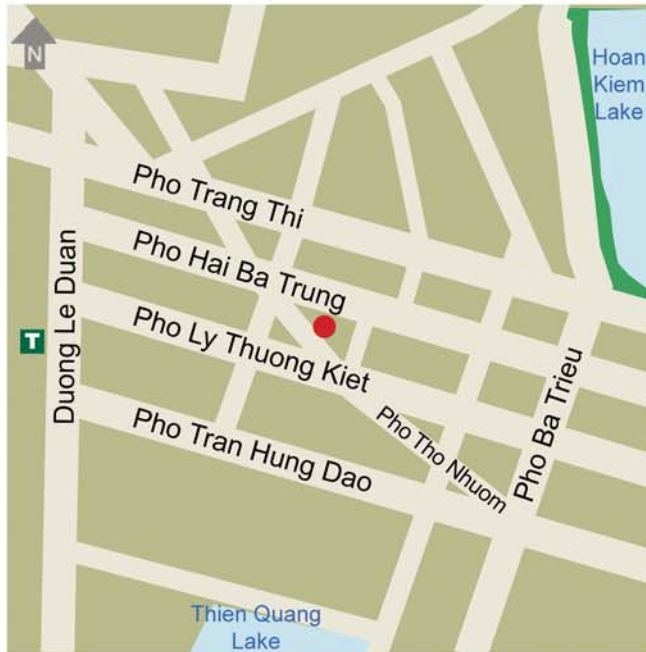 N
Hoan
Kiem
Lake
Pho Trang Thi
Pho Hai Ba Trung
Duong Le Duan
T
Pho Ly Thuong Kiet
Pho Ba Trieu
Pho Tho Nhuom
Pho Tran Hung Dao
Thien Quang
Lake